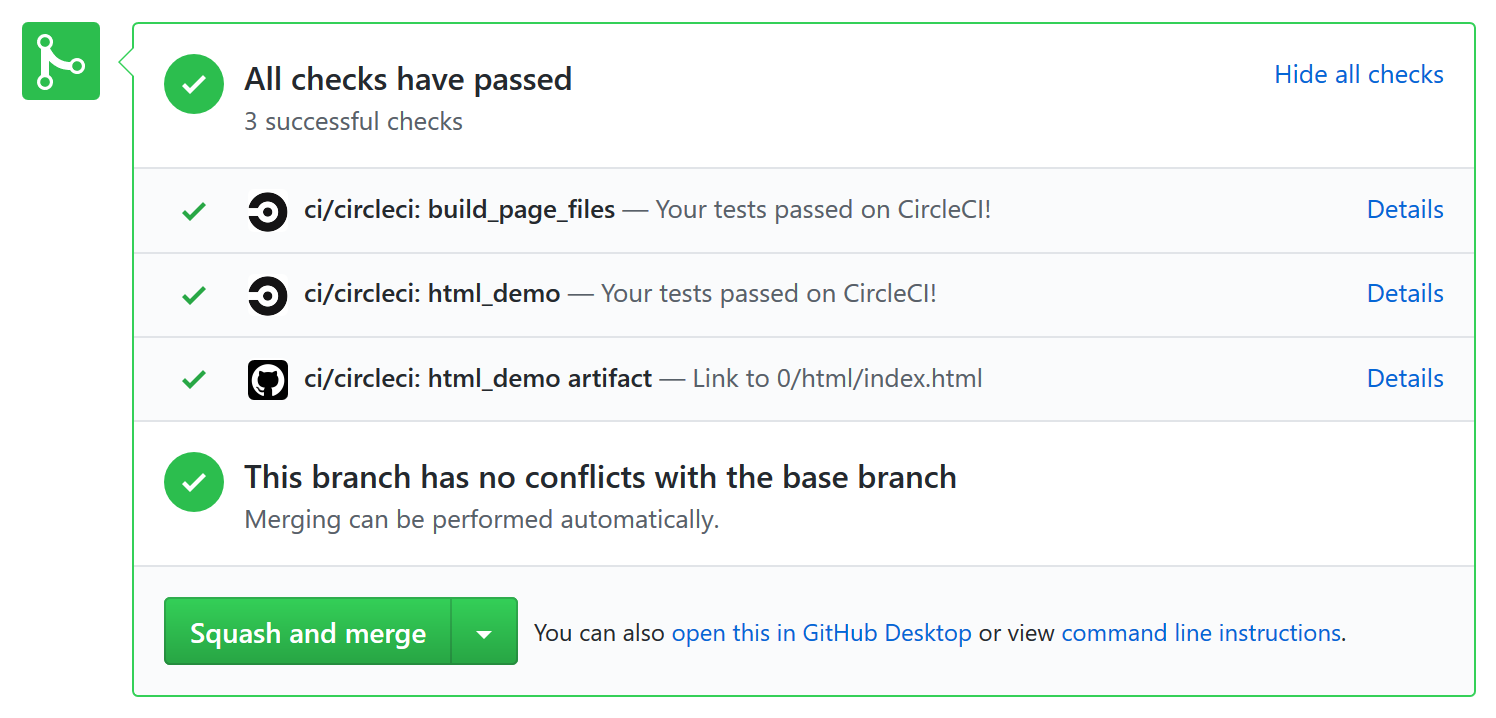 All checks have passed
Hide all checks
3 successful checks
ci/circleci: build_page_files — Your tests passed on CircleCI!
Details
ci/circleci: html_demo — Your tests passed on CircleCI!
Details
ci/circleci: html_demo artifact — Link to 0/html/index.html
Details
This branch has no conflicts with the base branch
Merging can be performed automatically.
Squash and merge
You can also open this in GitHub Desktop or view command line instructions.